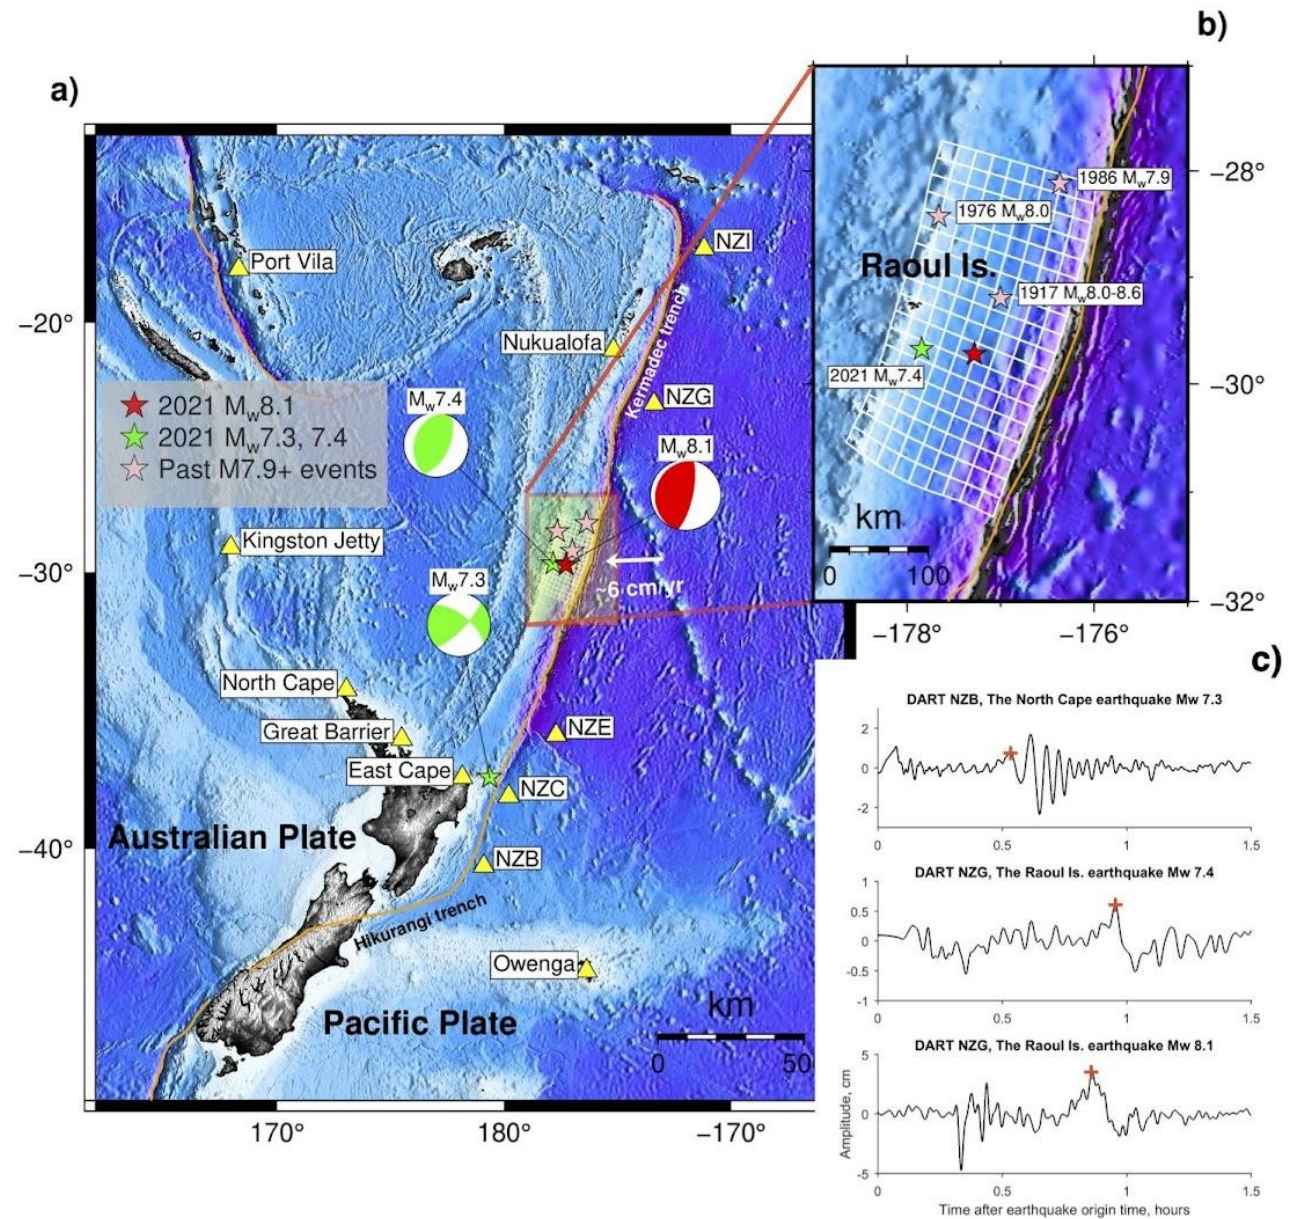 a)
b)
Port Vila
NZI
−20°
Nukualofa
Kermadec trench
NZG
2021 Mw8.1
2021 Mw7.3, 7.4
Past M7.9+ events
Mw7.4
Mw8.1
Kingston Jetty
−30°
~6 cm/yr
Mw7.3
North Cape
Great Barrier
NZE
East Cape
NZC
Australian Plate
−40°
NZB
Hikurangi trench
Owenga
Pacific Plate
km
0 50
170° 180° −170°
−28°
1986 Mw7.9
1976 Mw8.0
Raoul Is.
1917 Mw8.0-8.6
−30°
2021 Mw7.4
km
0 100
−32°
−178° −176°
c)
DART NZB, The North Cape earthquake Mw 7.3
2
0
-2
0 0.5 1 1.5
DART NZG, The Raoul Is. earthquake Mw 7.4
1
0.5
0
-0.5
-1
0 0.5 1 1.5
DART NZG, The Raoul Is. earthquake Mw 8.1
5
0
-5
Amplitude, cm
0 0.5 1 1.5
Time after earthquake origin time, hours